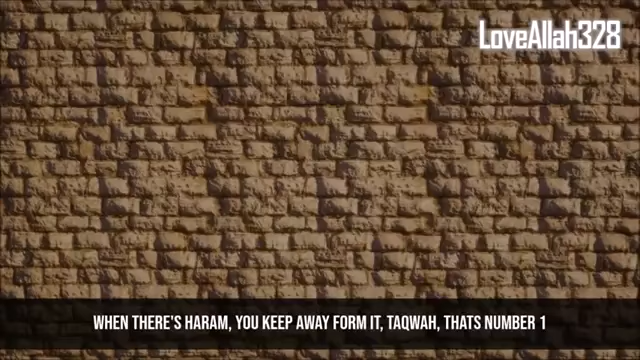 LoveAllah328
WHEN THERE'S HARAM, YOU KEEP AWAY FORM IT, TAQWAH, THATS NUMBER 1